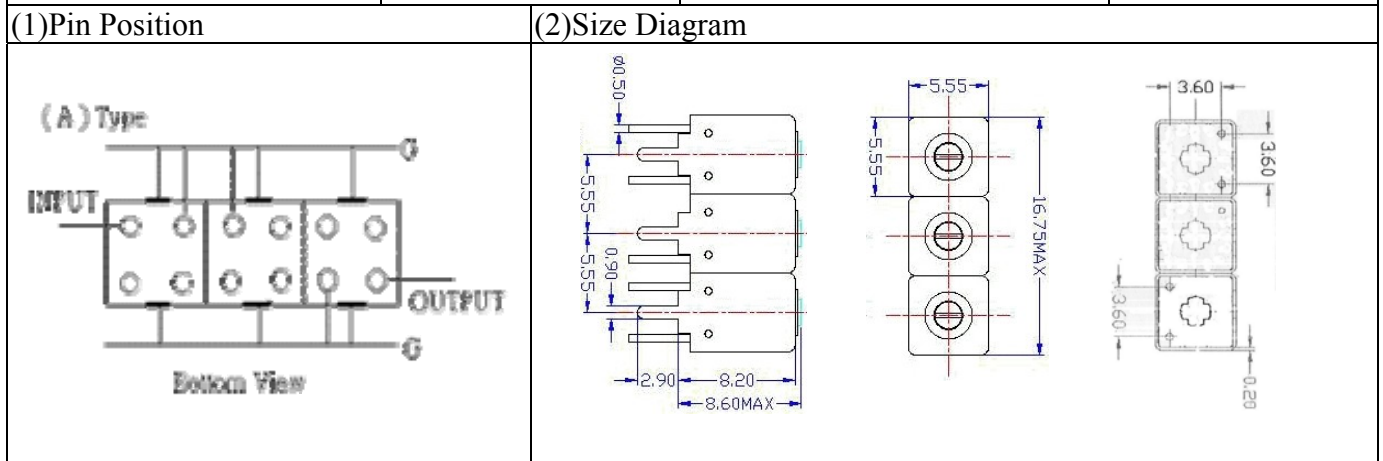 (1)Pin Position
(2)Size Diagram
(A)Type
G
INPUT
OUTPUT
G
Bottom View
ø0.50
5.55
5.55
0.90
2.90
8.20
8.60MAX
5.55
5.55
16.75MAX
3.60
3.60
3.60
0.20